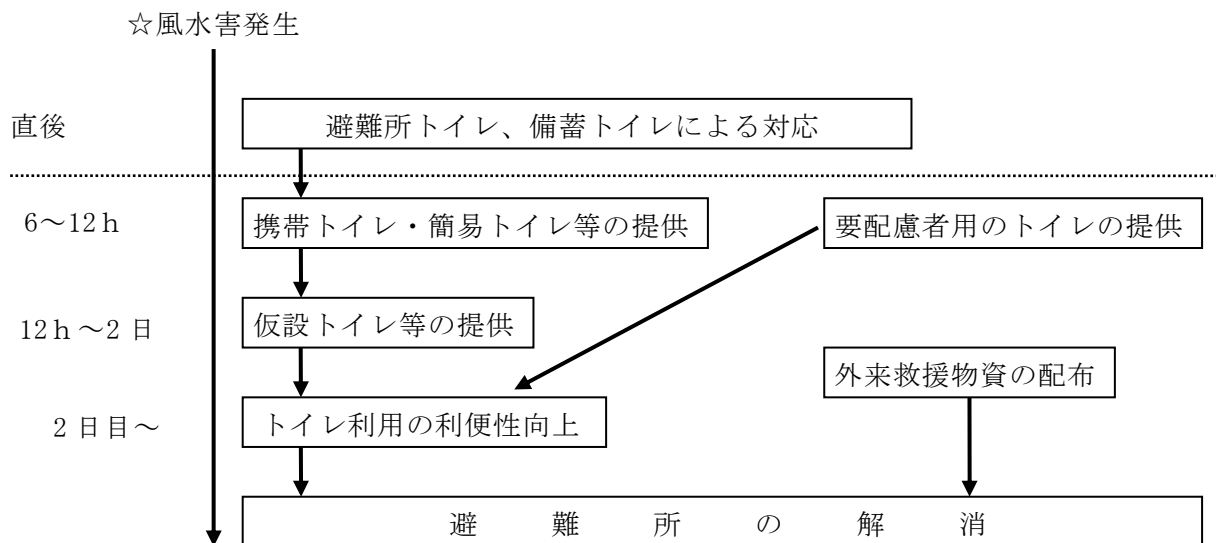 ☆風水害発生
直後
避難所トイレ、備蓄トイレによる対応
6～12h
携帯トイレ・簡易トイレ等の提供
要配慮者用のトイレの提供
12h～2日
仮設トイレ等の提供
外来救援物資の配布
2日目～
トイレ利用の利便性向上
避難所の解消